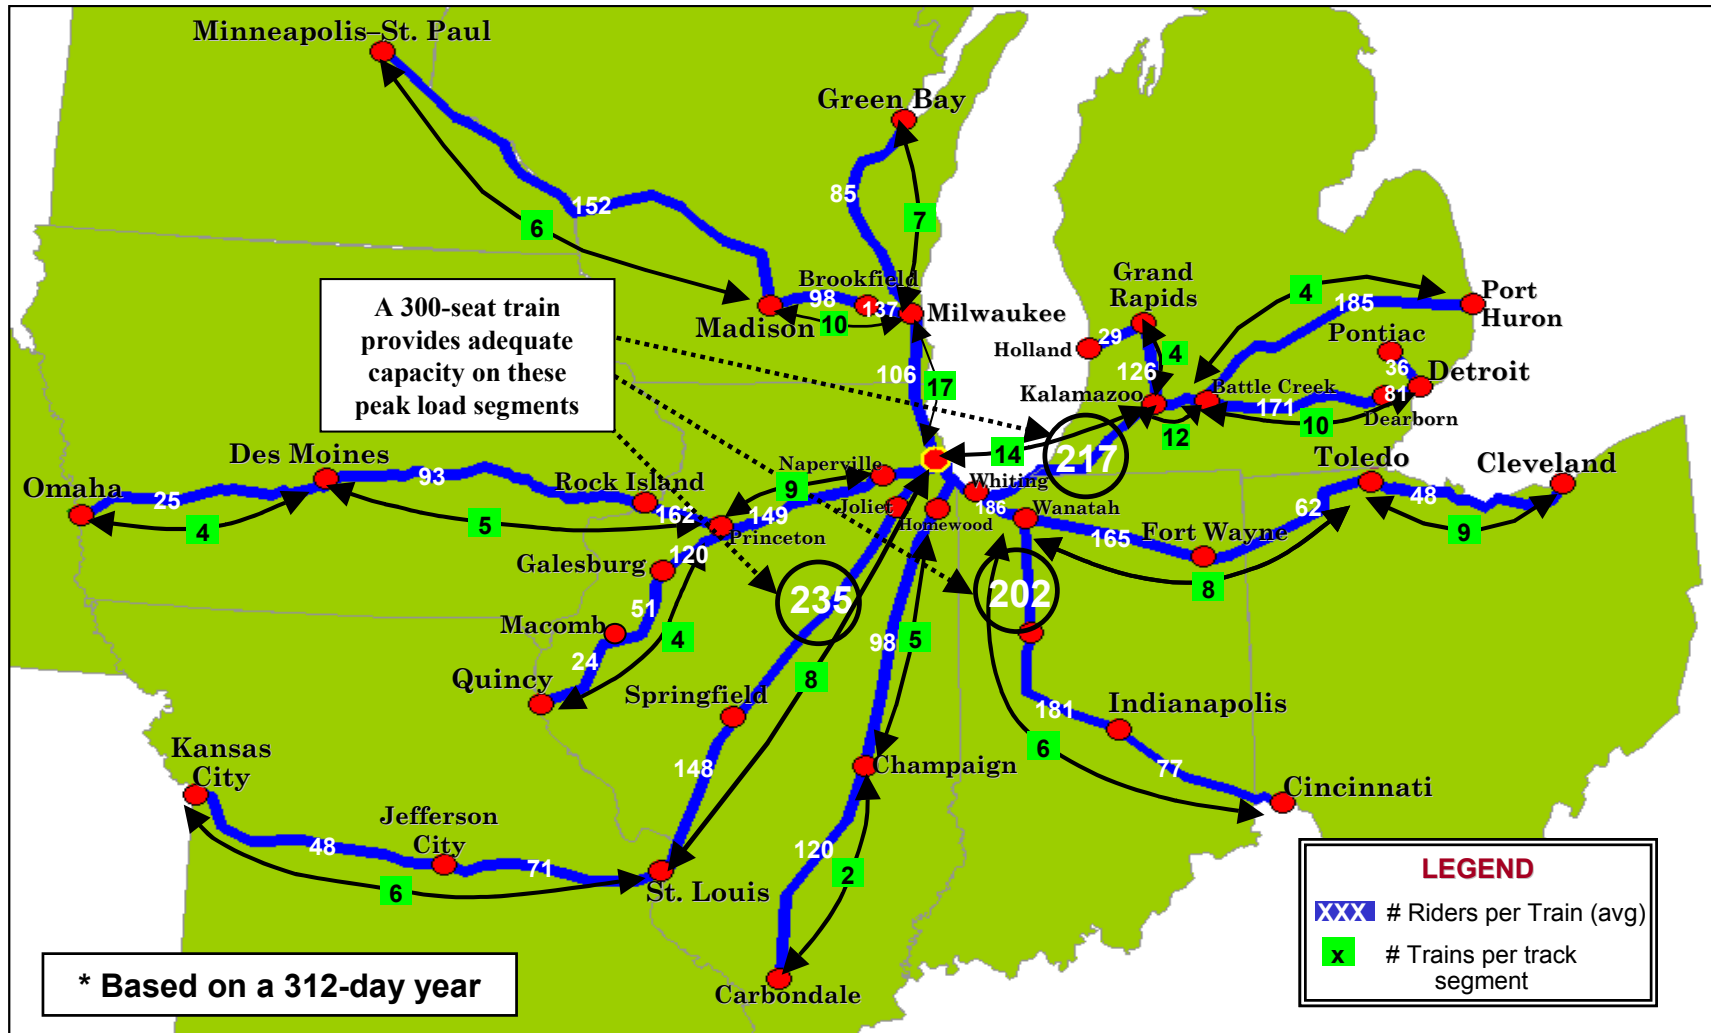 Minneapolis–St. Paul
Green Bay
152
85
6
7
Brookfield
98
137
10
Madison
Milwaukee
106
17
A 300-seat train
provides adequate
capacity on these
peak load segments
Grand
Rapids
Holland
29
4
126
Kalamazoo
4
185
Port
Huron
Pontiac
36
Detroit
Battle Creek
81
171
Dearborn
10
12
14
217
Des Moines
93
Omaha
25
4
5
Rock Island
162
Naperville
9
149
Princeton
Joliet
Homewood
Whiting
186
Wanatah
Toledo
Cleveland
48
62
9
Fort Wayne
165
8
Galesburg
120
51
Macomb
24
4
Quincy
235
202
98
5
8
Springfield
148
181
Indianapolis
6
77
Cincinnati
Champaign
Kansas
City
Jefferson
City
48
71
6
St. Louis
120
2
Carbondale
* Based on a 312-day year
LEGEND
XXX # Riders per Train (avg)
x # Trains per track
segment